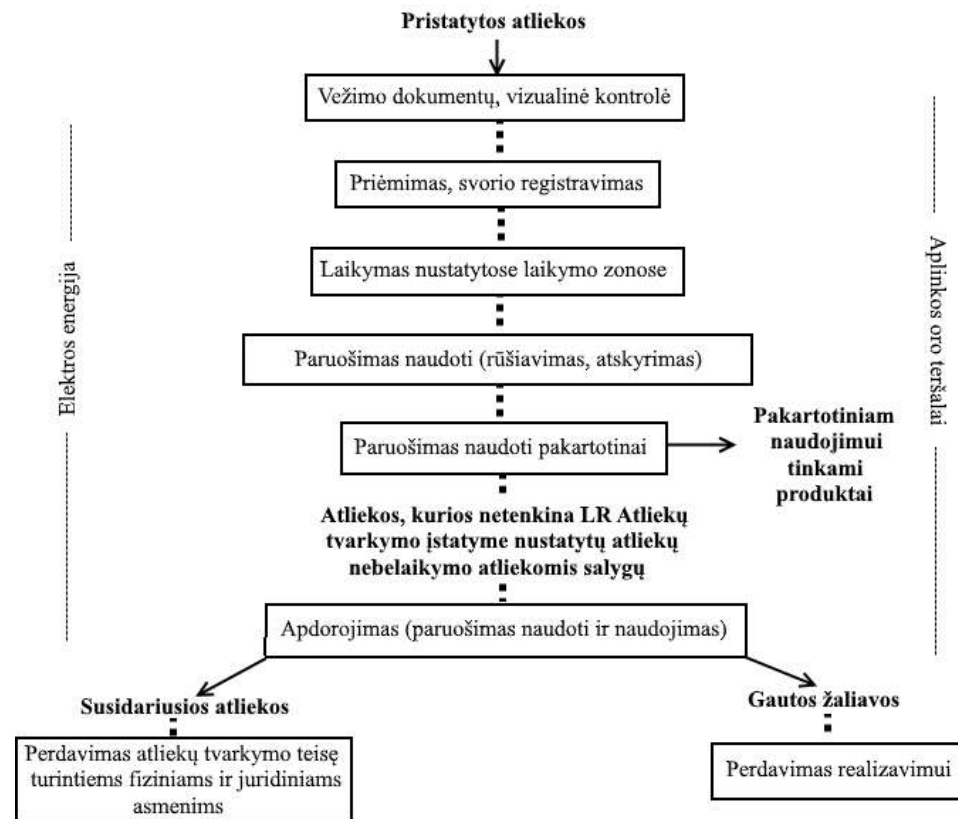 Pristatytos atliekos
Vežimo dokumentų, vizualinė kontrolė
Priėmimas, svorio registravimas
Laikymas nustatytose laikymo zonose
Paruošimas naudoti (rūšiavimas, atskyrimas)
Paruošimas naudoti pakartotinai
Pakartotiniam
naudojimui
tinkami
produktai
Atliekos, kurios netenkina LR Atliekų
tvarkymo įstatyme nustatytų atliekų
nebelaikymo atliekomis salygų
Apdorojimas (paruošimas naudoti ir naudojimas)
Susidariusios atliekos
Perdavimas atliekų tvarkymo teisę
turintiems fiziniams ir juridiniams
asmenims
Gautos žaliavos
Perdavimas realizavimui
Elektros energija
Aplinkos oro teršalai